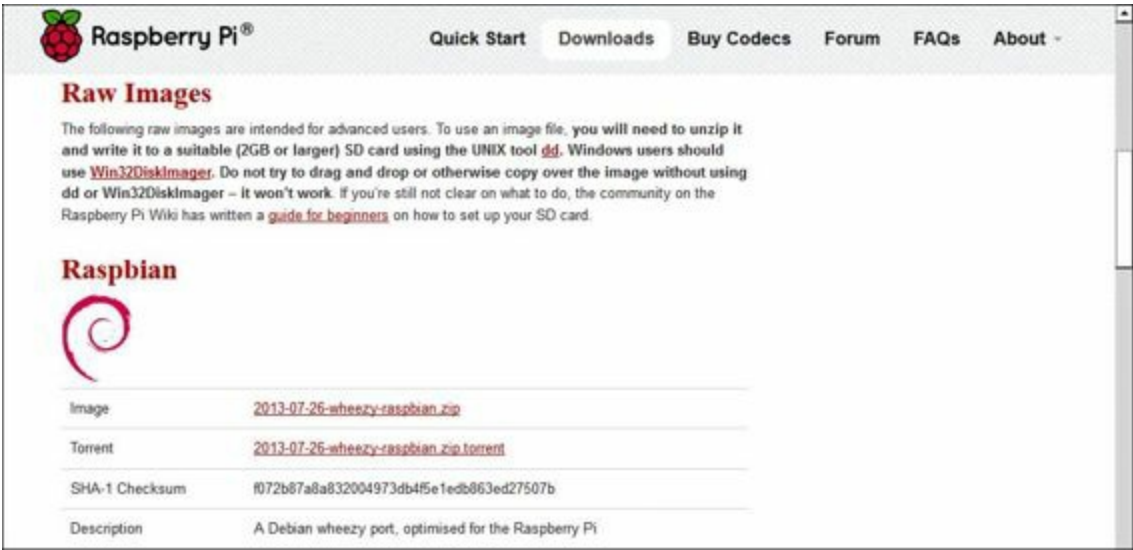 Raspberry Pi®
Quick Start Downloads Buy Codecs Forum FAQs About
Raw Images
The following raw images are intended for advanced users. To use an image file, you will need to unzip it
and write it to a suitable (2GB or larger) SD card using the UNIX tool dd. Windows users should
use Win32DiskImager. Do not try to drag and drop or otherwise copy over the image without using
dd or Win32DiskImager – it won't work. If you're still not clear on what to do, the community on the
Raspberry Pi Wiki has written a guide for beginners on how to set up your SD card.
Raspbian
Image 2013-07-26-wheezy-raspbian.zip
Torrent 2013-07-26-wheezy-raspbian.zip.torrent
SHA-1 Checksum f072b87a8a832004973db4f5e1edb863ed27507b
Description A Debian wheezy port, optimised for the Raspberry Pi